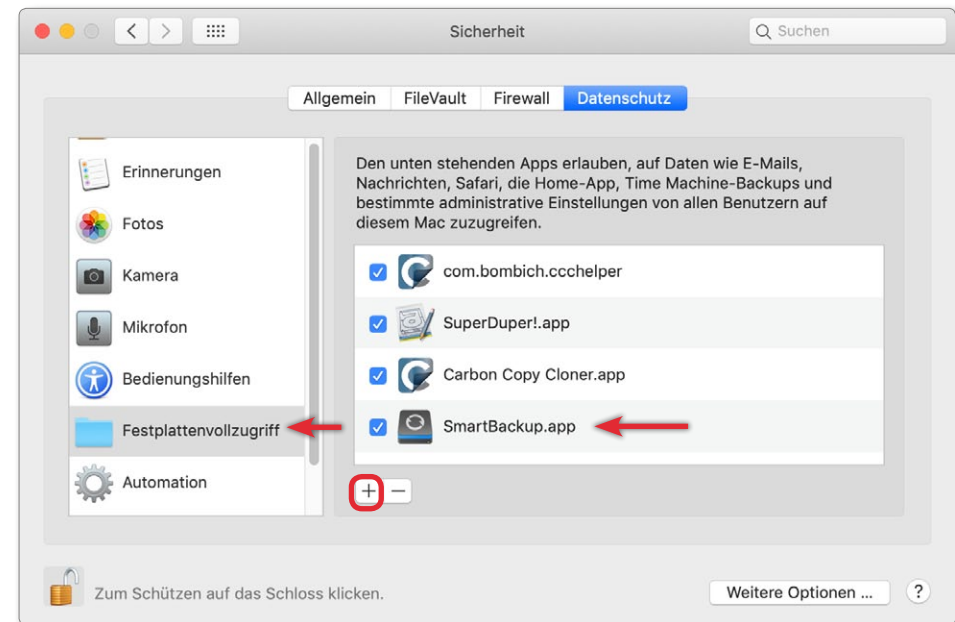 Sicherheit
Suchen
Allgemein
FileVault
Firewall
Datenschutz
Erinnerungen
Fotos
Kamera
Mikrofon
Bedienungshilfen
Festplattenvollzugriff
Automation
Den unten stehenden Apps erlauben, auf Daten wie E-Mails,
Nachrichten, Safari, die Home-App, Time Machine-Backups und
bestimmte administrative Einstellungen von allen Benutzern auf
diesem Mac zuzugreifen.
com.bombich.ccchelper
SuperDuper!.app
Carbon Copy Cloner.app
SmartBackup.app
+ −
Zum Schützen auf das Schloss klicken.
Weitere Optionen ...
?